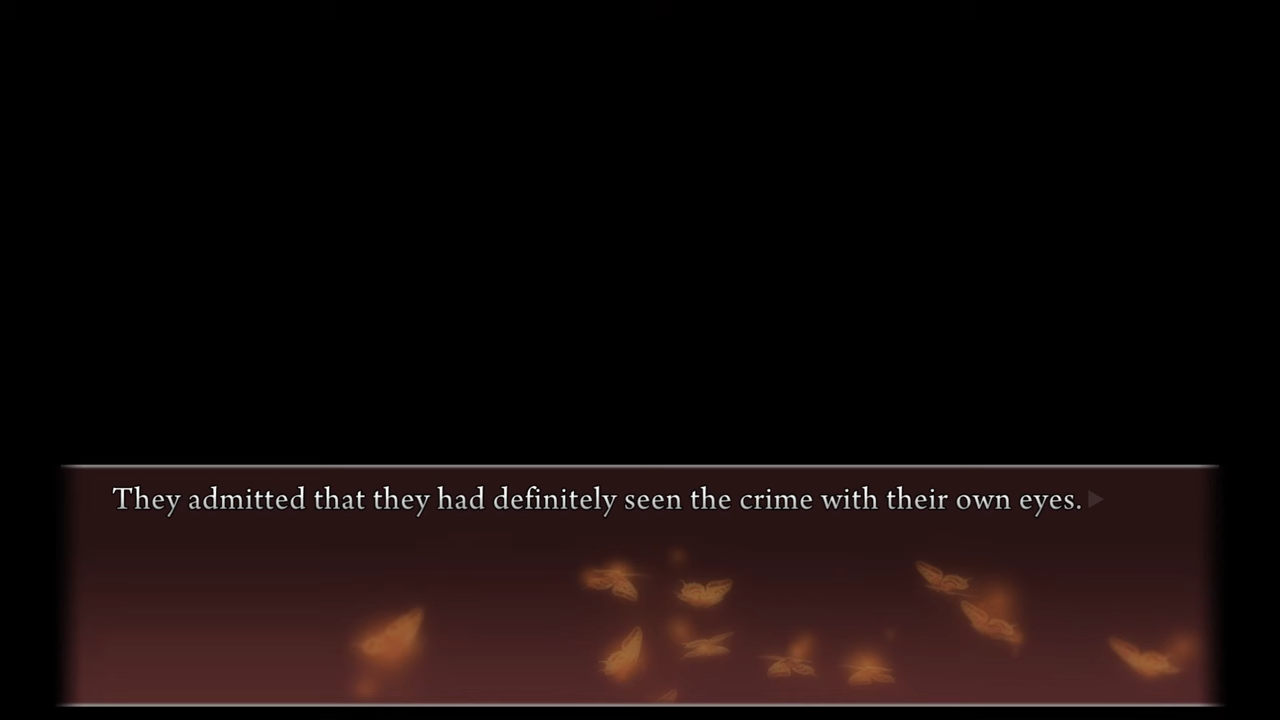 They admitted that they had definitely seen the crime with their own eyes.